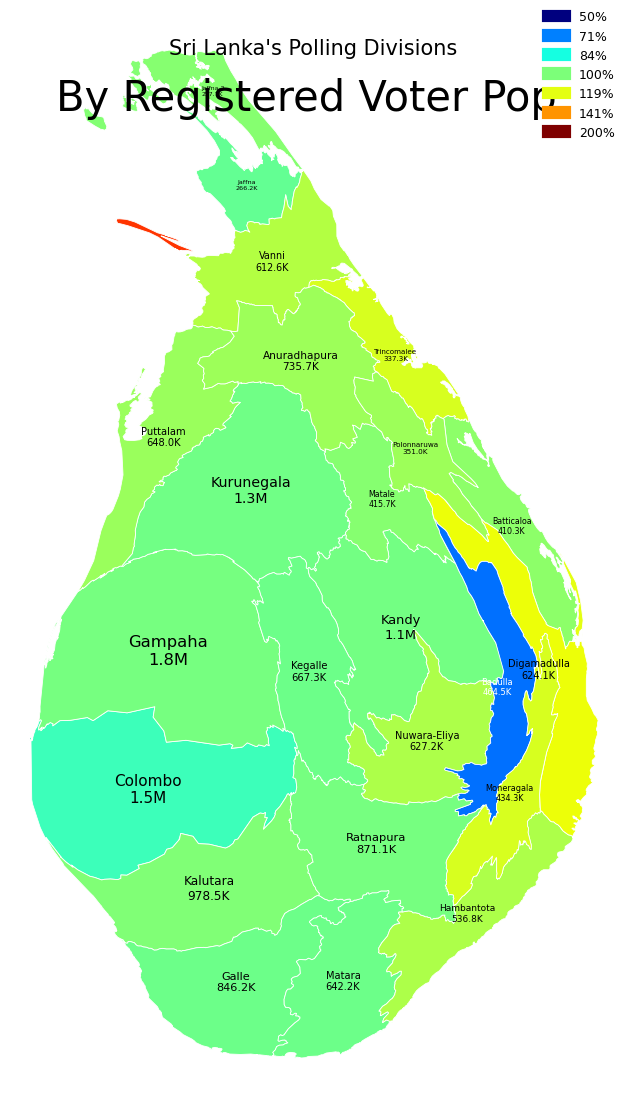 Sri Lanka's Polling Divisions
By Registered Voter Pop
50%
71%
84%
100%
119%
141%
200%
Jaffna
266.2K
Vanni
612.6K
Anuradhapura
735.7K
Trincomalee
337.3K
Puttalam
648.0K
Polonnaruwa
351.0K
Kurunegala
1.3M
Matale
415.7K
Batticaloa
410.3K
Gampaha
1.8M
Kandy
1.1M
Kegalle
667.3K
Digamadulla
624.1K
Badulla
Nuwara-Eliya
627.2K
Colombo
1.5M
Moneragala
434.3K
Ratnapura
871.1K
Kalutara
978.5K
Hambantota
536.8K
Galle
846.2K
Matara
642.2K